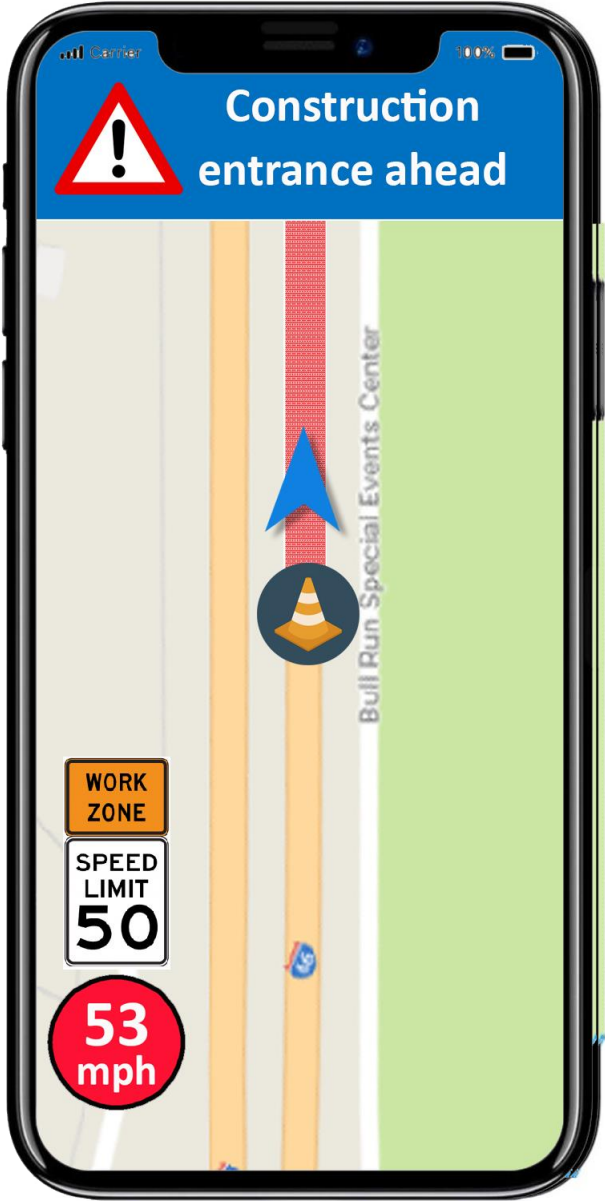 Carrier
100%
Construction
entrance ahead
Bull Run Special Events Center
WORK
ZONE
SPEED
LIMIT
50
53
mph